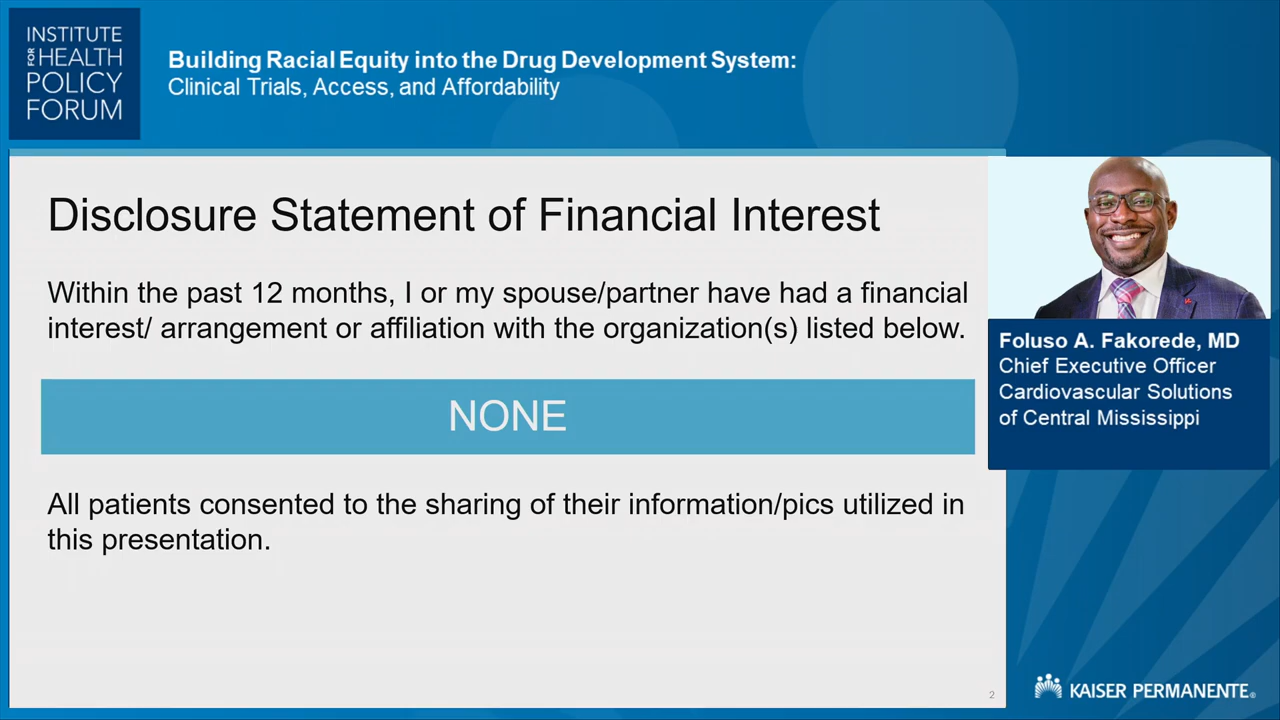 INSTITUTE
FOR HEALTH
POLICY
FORUM
Building Racial Equity into the Drug Development System:
Clinical Trials, Access, and Affordability
Disclosure Statement of Financial Interest
Within the past 12 months, I or my spouse/partner have had a financial
interest/ arrangement or affiliation with the organization(s) listed below.
NONE
All patients consented to the sharing of their information/pics utilized in
this presentation.
2
Foluso A. Fakorede, MD
Chief Executive Officer
Cardiovascular Solutions
of Central Mississippi
KAISER PERMANENTE®